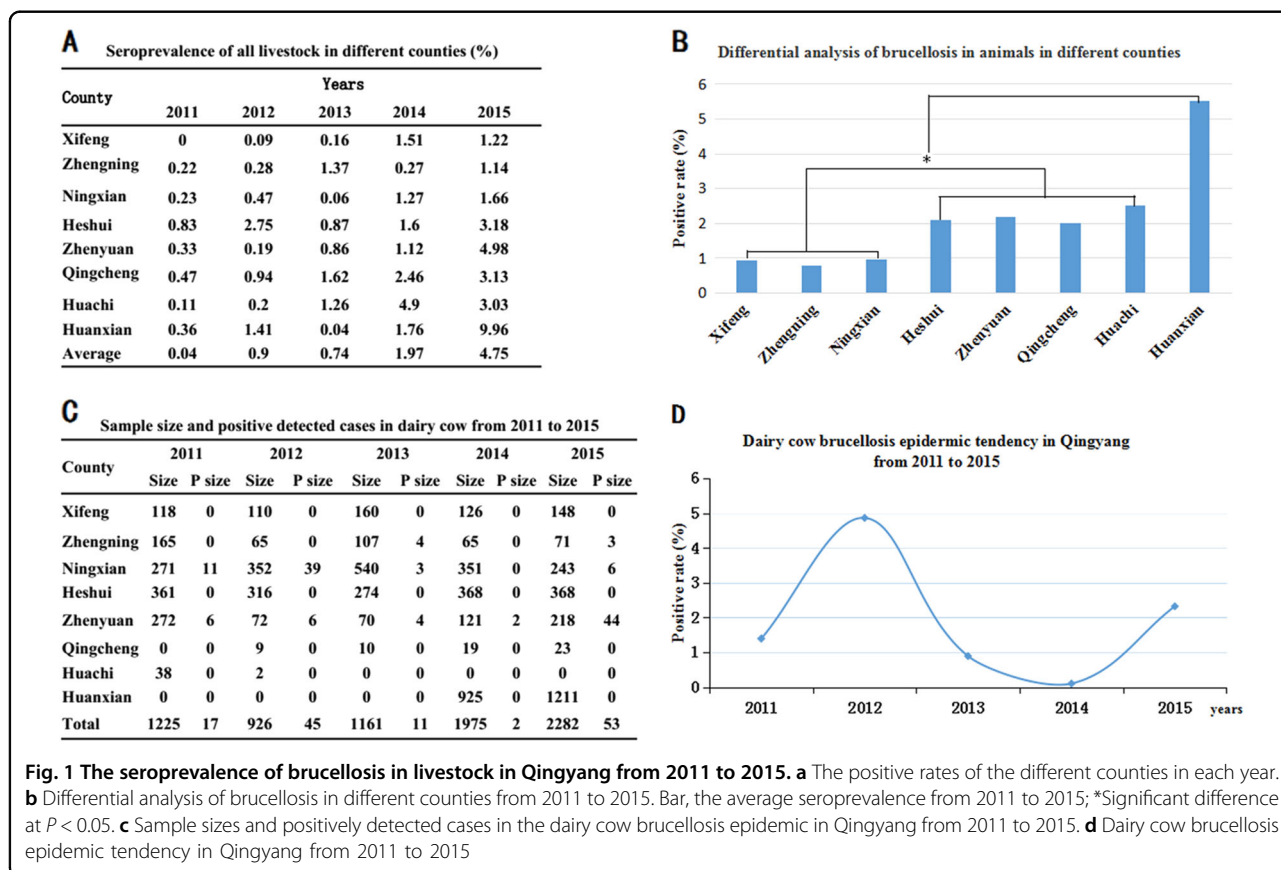 A Seroprevalence of all livestock in different counties (%)
County Years
2011 2012 2013 2014 2015
Xifeng 0 0.09 0.16 1.51 1.22
Zhengning 0.22 0.28 1.37 0.27 1.14
Ningxian 0.23 0.47 0.06 1.27 1.66
Heshui 0.83 2.75 0.87 1.6 3.18
Zhenyuan 0.33 0.19 0.86 1.12 4.98
Qingcheng 0.47 0.94 1.62 2.46 3.13
Huachi 0.11 0.2 1.26 4.9 3.03
Huanxian 0.36 1.41 0.04 1.76 9.96
Average 0.04 0.9 0.74 1.97 4.75
B Differential analysis of brucellosis in animals in different counties
Positive rate (%)
6
5
4
3
2
1
0
*
Xifeng Zhengning Ningxian Heshui Zhenyuan Qingcheng Huachi Huanxian
C Sample size and positive detected cases in dairy cow from 2011 to 2015
County 2011 2012 2013 2014 2015
Size P size Size P size Size P size Size P size Size P size
Xifeng 118 0 110 0 160 0 126 0 148 0
Zhengning 165 0 65 0 107 4 65 0 71 3
Ningxian 271 11 352 39 540 3 351 0 243 6
Heshui 361 0 316 0 274 0 368 0 368 0
Zhenyuan 272 6 72 6 70 4 121 2 218 44
Qingcheng 0 0 9 0 10 0 19 0 23 0
Huachi 38 0 2 0 0 0 0 0 0 0
Huanxian 0 0 0 0 0 0 925 0 1211 0
Total 1225 17 926 45 1161 11 1975 2 2282 53
D
Dairy cow brucellosis epidermic tendency in Qingyang
from 2011 to 2015
Positive rate (%)
6
5
4
3
2
1
0
2011 2012 2013 2014 2015 years
Fig. 1 The seroprevalence of brucellosis in livestock in Qingyang from 2011 to 2015. a The positive rates of the different counties in each year.
b Differential analysis of brucellosis in different counties from 2011 to 2015. Bar, the average seroprevalence from 2011 to 2015; *Significant difference
at P < 0.05. c Sample sizes and positively detected cases in the dairy cow brucellosis epidemic in Qingyang from 2011 to 2015. d Dairy cow brucellosis
epidemic tendency in Qingyang from 2011 to 2015